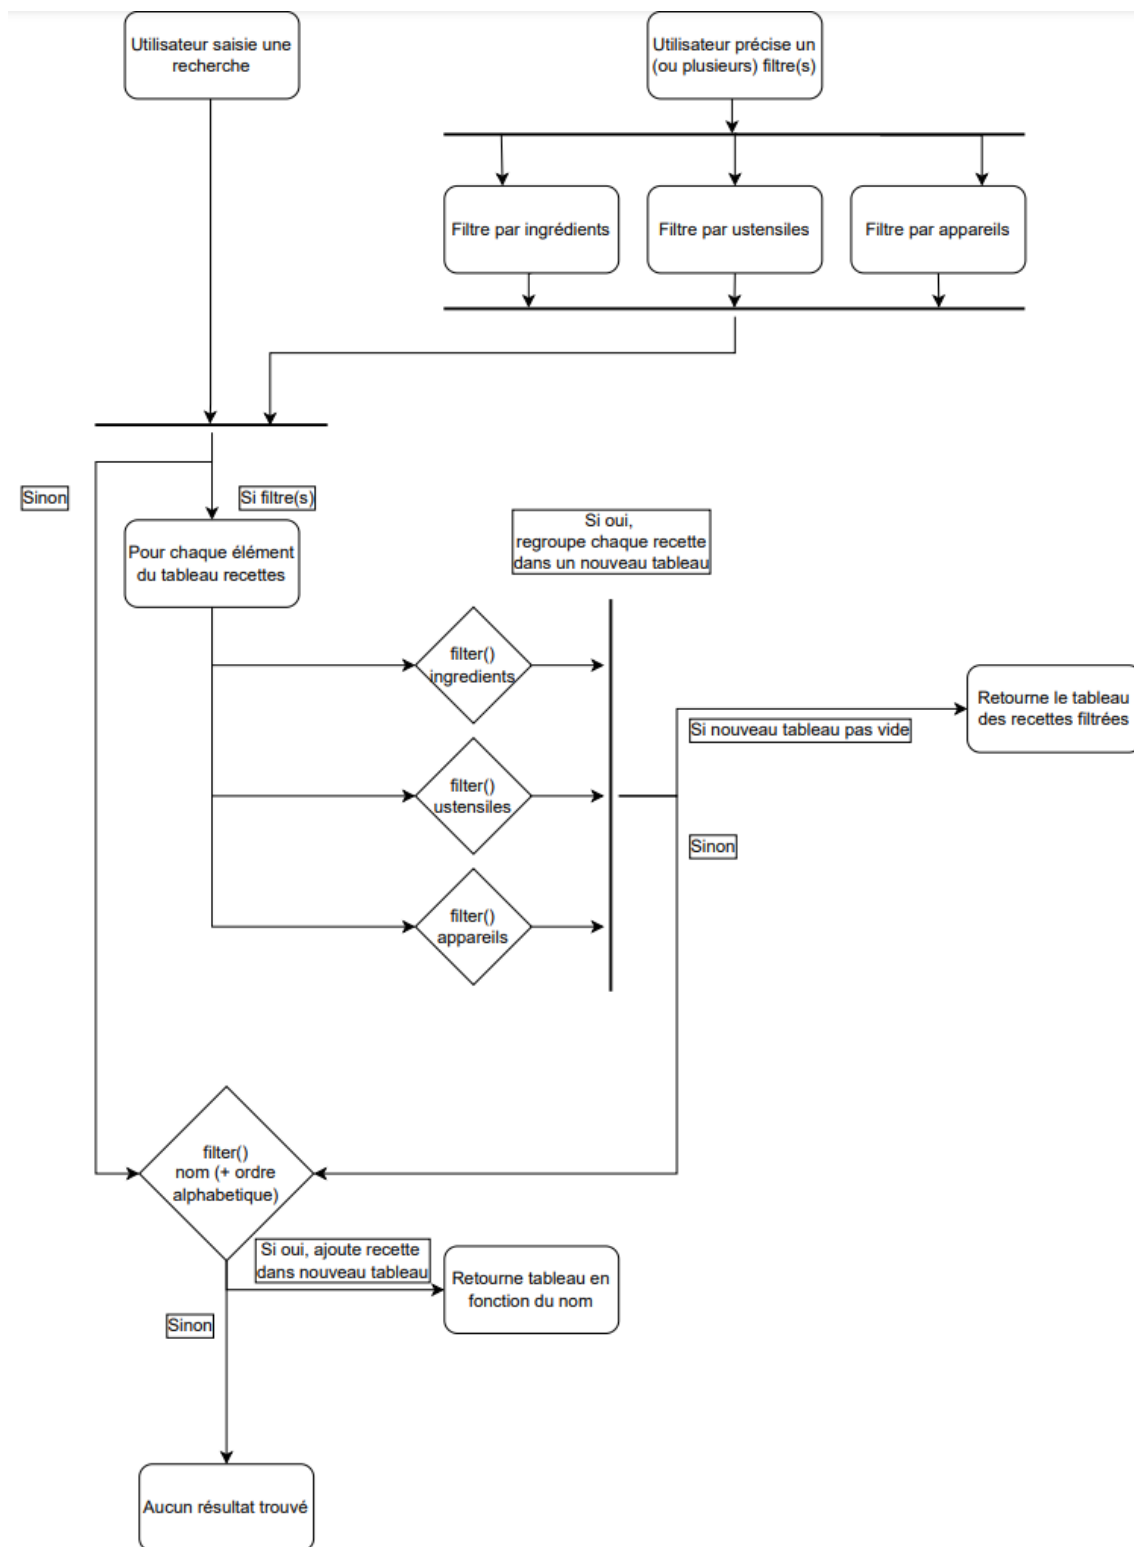 Utilisateur saisie une
recherche
Utilisateur précise un
(ou plusieurs) filtre(s)
Filtre par ingrédients
Filtre par ustensiles
Filtre par appareils
Sinon
Si filtre(s)
Pour chaque élément
du tableau recettes
Si oui,
regroupe chaque recette
dans un nouveau tableau
filter()
ingredients
Retourne le tableau
des recettes filtrées
Si nouveau tableau pas vide
filter()
ustensiles
Sinon
filter()
appareils
filter()
nom (+ ordre
alphabetique)
Si oui, ajoute recette
dans nouveau tableau
Retourne tableau en
fonction du nom
Sinon
Aucun résultat trouvé